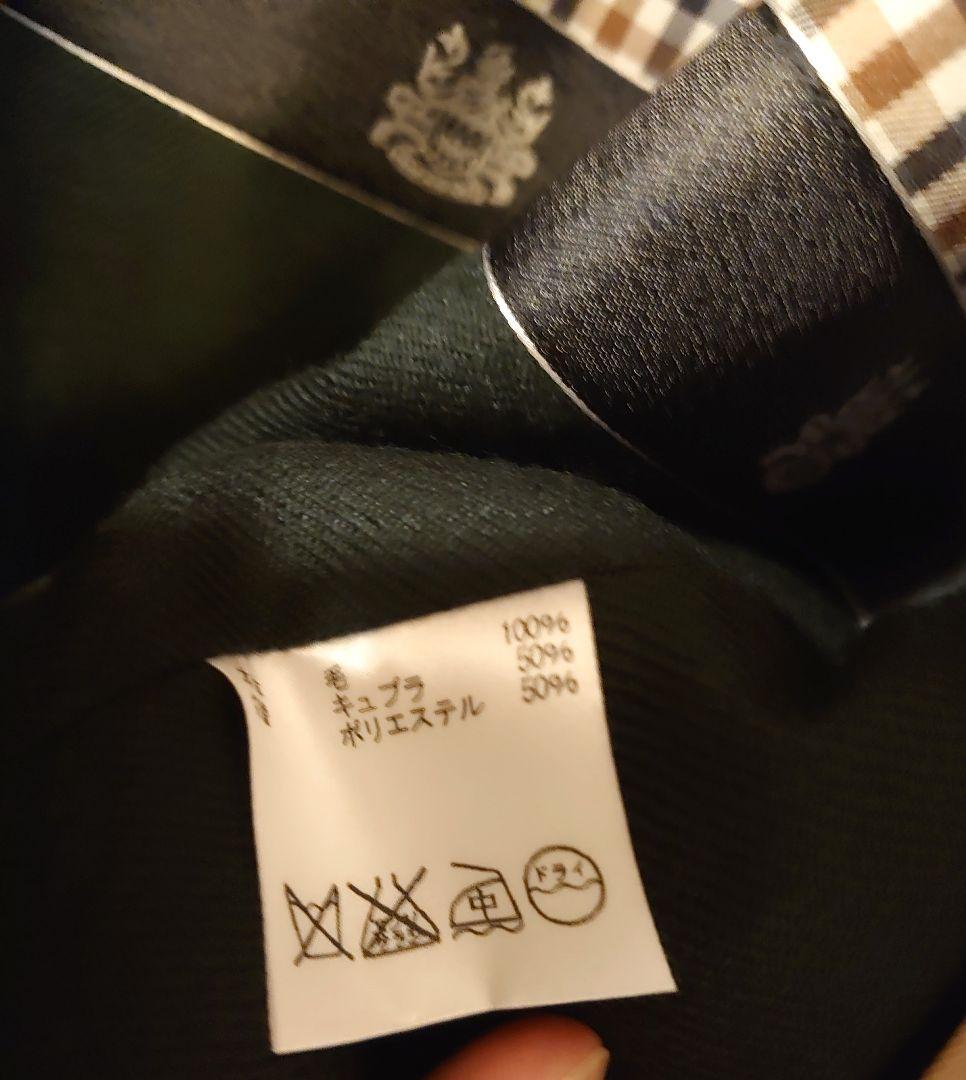 毛 100%
キュプラ 50%
ポリエステル 50%
中 ドライ